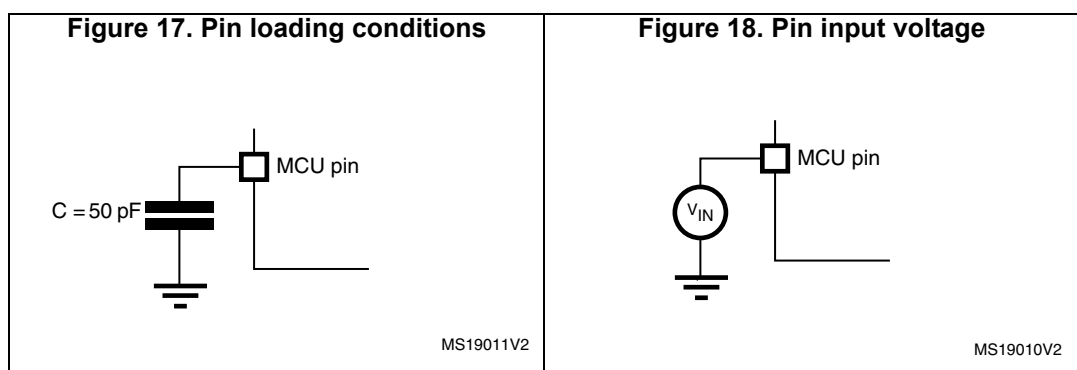 Figure 17. Pin loading conditions
MCU pin
C = 50 pF
MS19011V2
Figure 18. Pin input voltage
MCU pin
VIN
MS19010V2